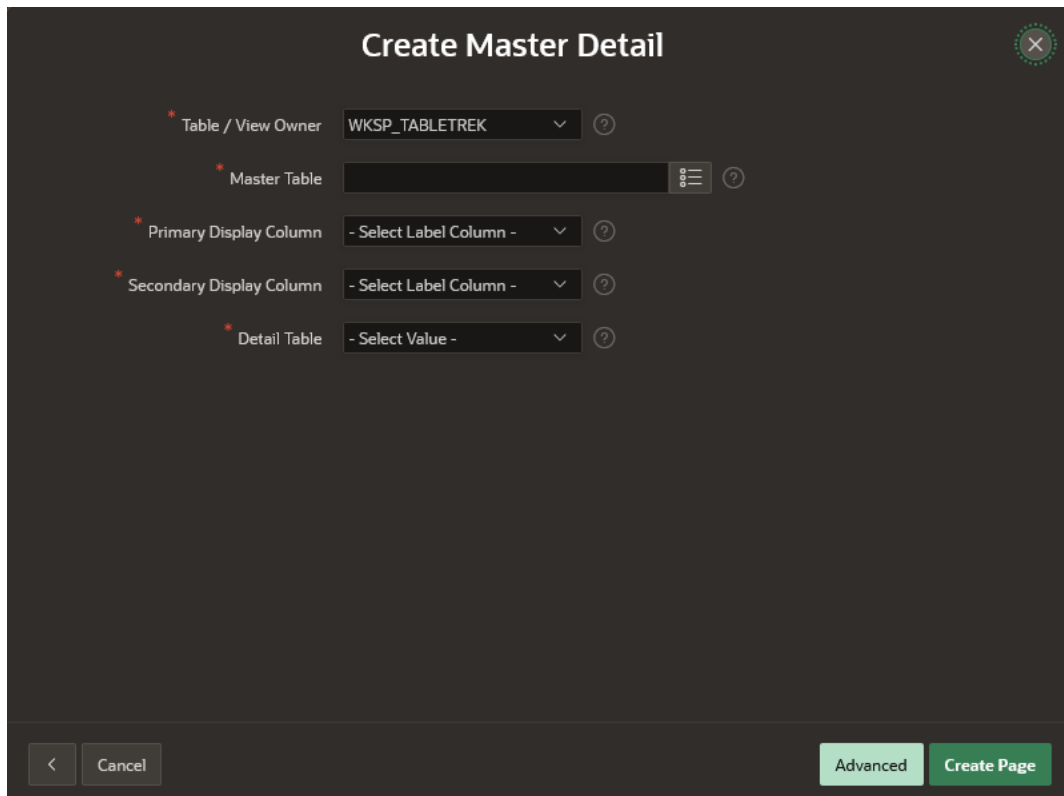 Create Master Detail
* Table / View Owner WKSP_TABLETREK ?
* Master Table ?
* Primary Display Column - Select Label Column - ?
* Secondary Display Column - Select Label Column - ?
* Detail Table - Select Value - ?
Cancel Advanced Create Page